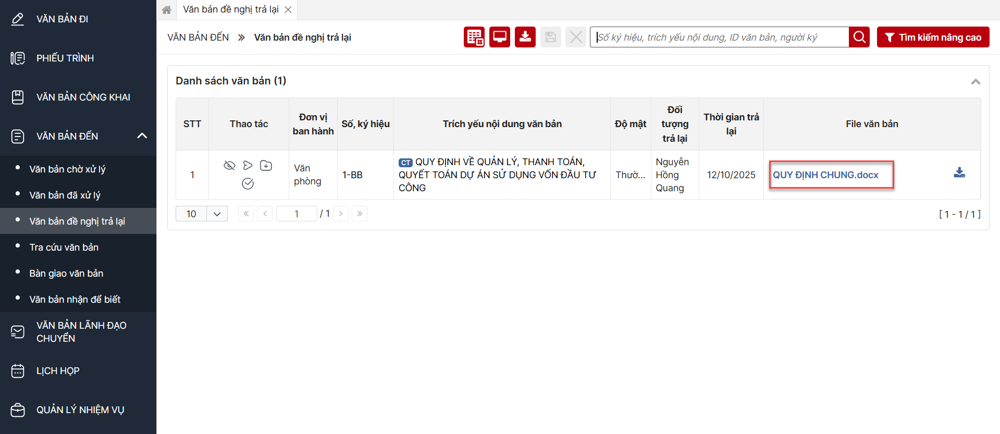 VĂN BẢN ĐI
PHIẾU TRÌNH
VĂN BẢN CÔNG KHAI
VĂN BẢN ĐẾN
Văn bản chờ xử lý
Văn bản đã xử lý
Văn bản đề nghị trả lại
Tra cứu văn bản
Bàn giao văn bản
Văn bản nhận để biết
VĂN BẢN LÃNH ĐẠO
CHUYỂN
LỊCH HỌP
QUẢN LÝ NHIỆM VỤ
Văn bản đề nghị trả lại
VĂN BẢN ĐẾN » Văn bản đề nghị trả lại
Số ký hiệu, trích yếu nội dung, ID văn bản, người ký
Tìm kiếm nâng cao
Danh sách văn bản (1)
STT
Thao tác
Đơn vị
ban hành
Số, ký hiệu
Trích yếu nội dung văn bản
Độ mật
Đối
tượng
trả lại
Thời gian trả
lại
File văn bản
1
Văn
phòng
1-BB
CT QUY ĐỊNH VỀ QUẢN LÝ, THANH TOÁN,
QUYẾT TOÁN DỰ ÁN SỬ DỤNG VỐN ĐẦU TƯ
CÔNG
Thườ...
Nguyễn
Hồng
Quang
12/10/2025
QUY ĐỊNH CHUNG.docx
10
« ‹ 1 / 1 › »
[ 1 - 1 / 1 ]